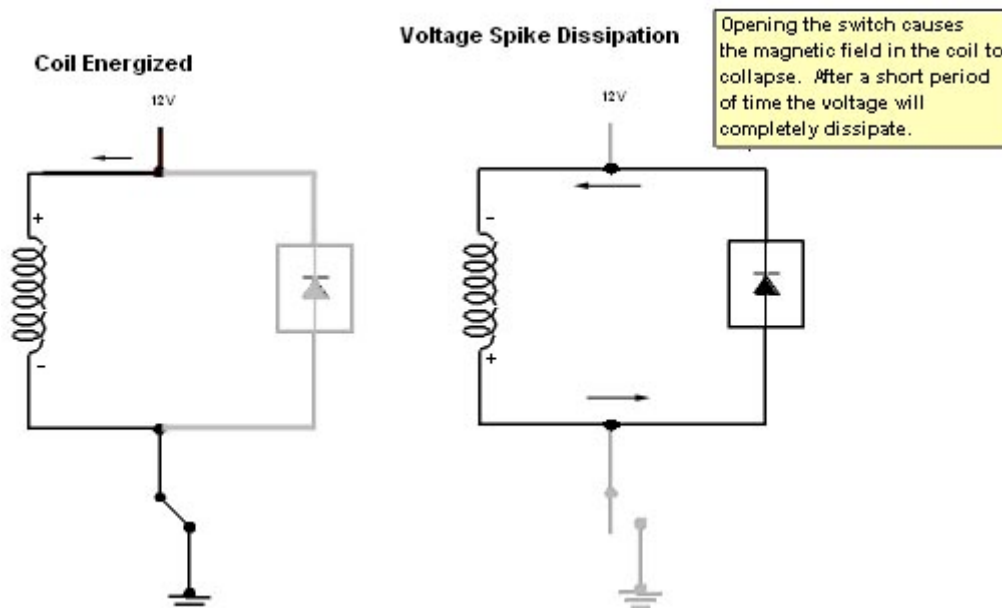 Coil Energized
12V
+
-
Voltage Spike Dissipation
12V
-
+
Opening the switch causes
the magnetic field in the coil to
collapse. After a short period
of time the voltage will
completely dissipate.